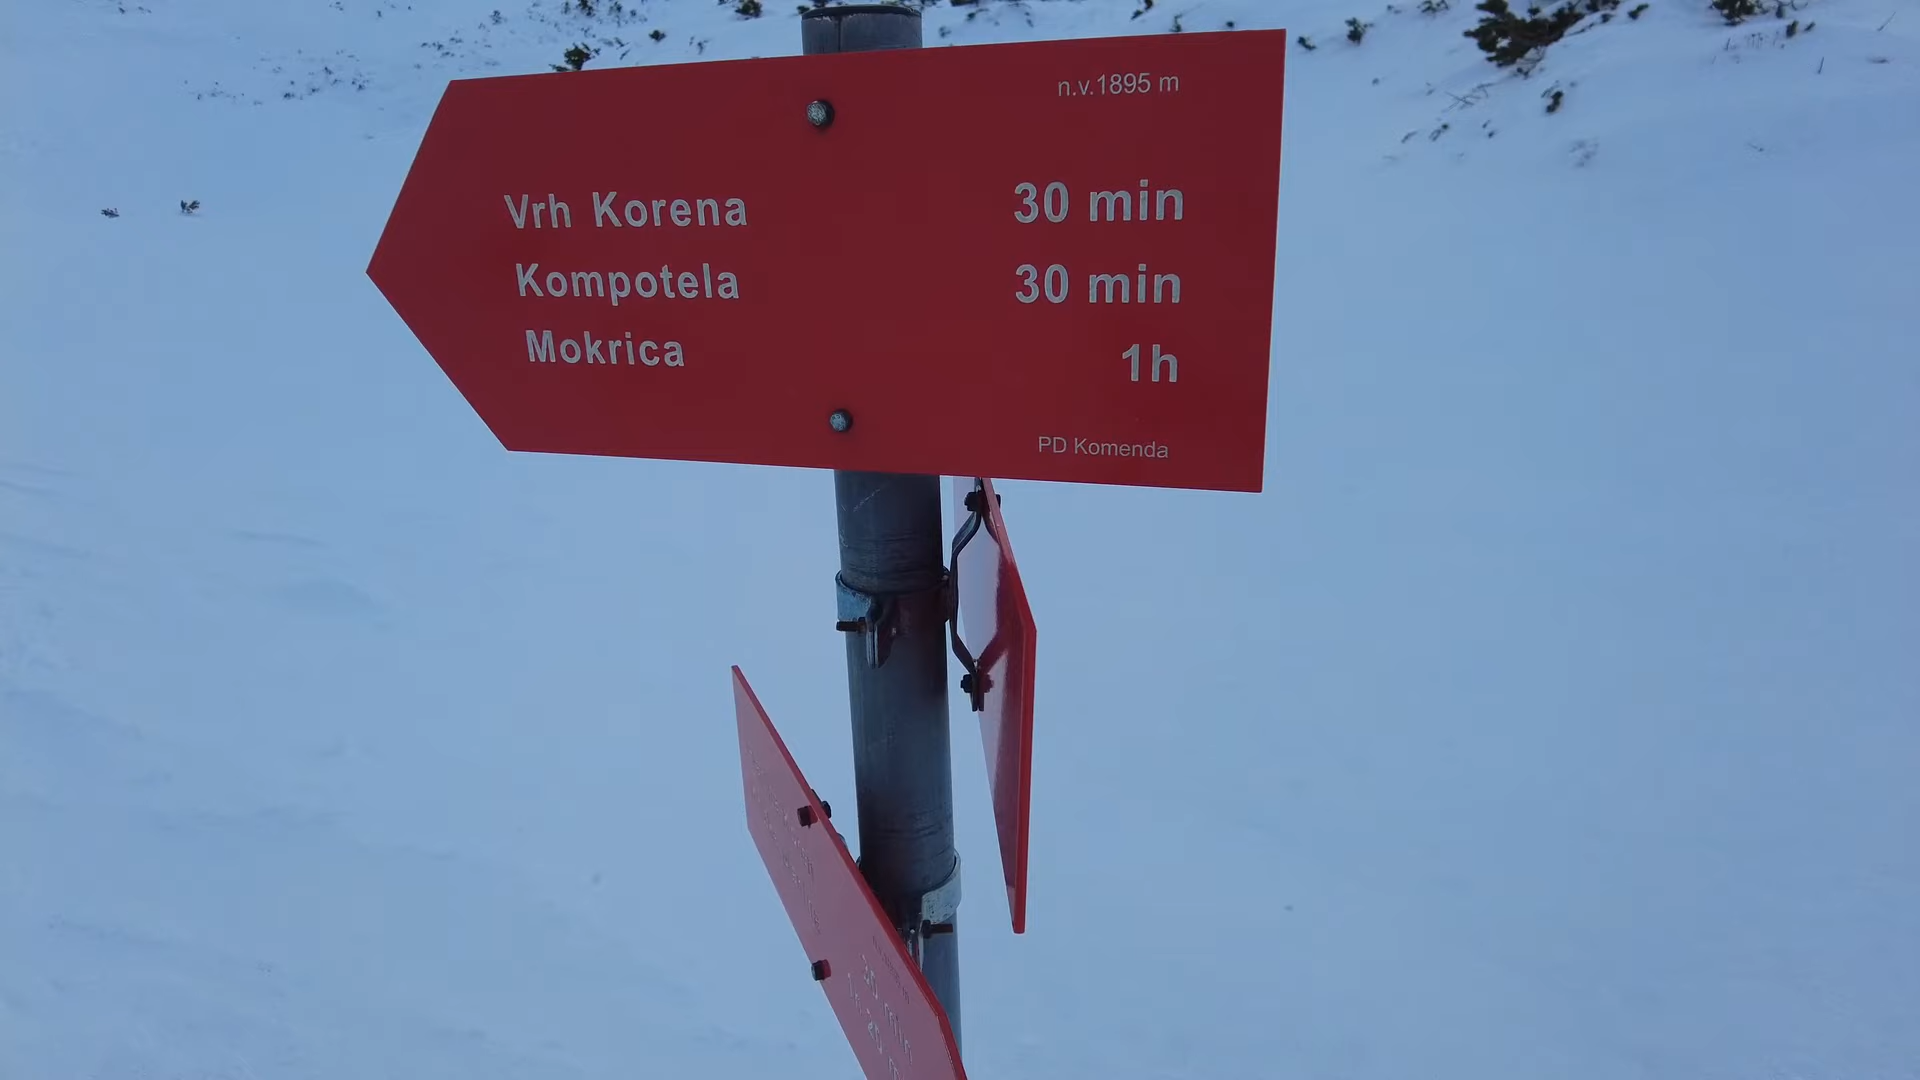 n.v.1895 m
Vrh Korena 30 min
Kompotela 30 min
Mokrica 1h
PD Komenda